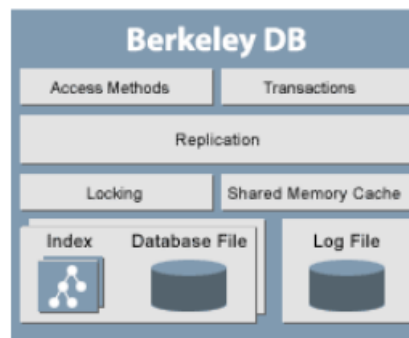 Berkeley DB
Access Methods Transactions
Replication
Locking Shared Memory Cache
Index Database File Log File